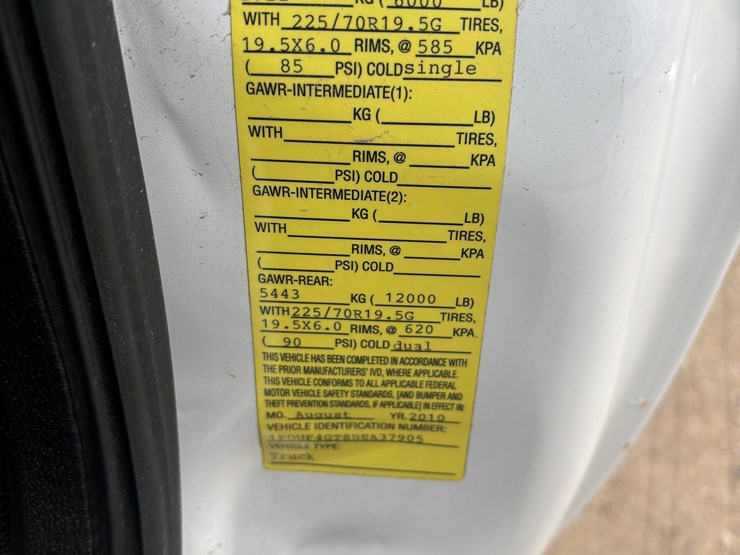 KG ( 6000 LB)
WITH 225/70R19.5G TIRES,
19.5X6.0 RIMS, @ 585 KPA
( 85 PSI) COLD single
GAWR-INTERMEDIATE(1):
KG ( LB)
WITH TIRES,
RIMS, @ KPA
( PSI) COLD
GAWR-INTERMEDIATE(2):
KG ( LB)
WITH TIRES,
RIMS, @ KPA
( PSI) COLD
GAWR-REAR:
5443 KG ( 12000 LB)
WITH 225/70R19.5G TIRES,
19.5X6.0 RIMS, @ 620 KPA
( 90 PSI) COLD dual
THIS VEHICLE HAS BEEN COMPLETED IN ACCORDANCE WITH
THE PRIOR MANUFACTURERS' IVD, WHERE APPLICABLE.
THIS VEHICLE CONFORMS TO ALL APPLICABLE FEDERAL
MOTOR VEHICLE SAFETY STANDARDS, [AND BUMPER AND
THEFT PREVENTION STANDARDS, IF APPLICABLE] IN EFFECT IN:
MO. August YR. 2010
VEHICLE IDENTIFICATION NUMBER:
VEHICLE TYPE:
Truck